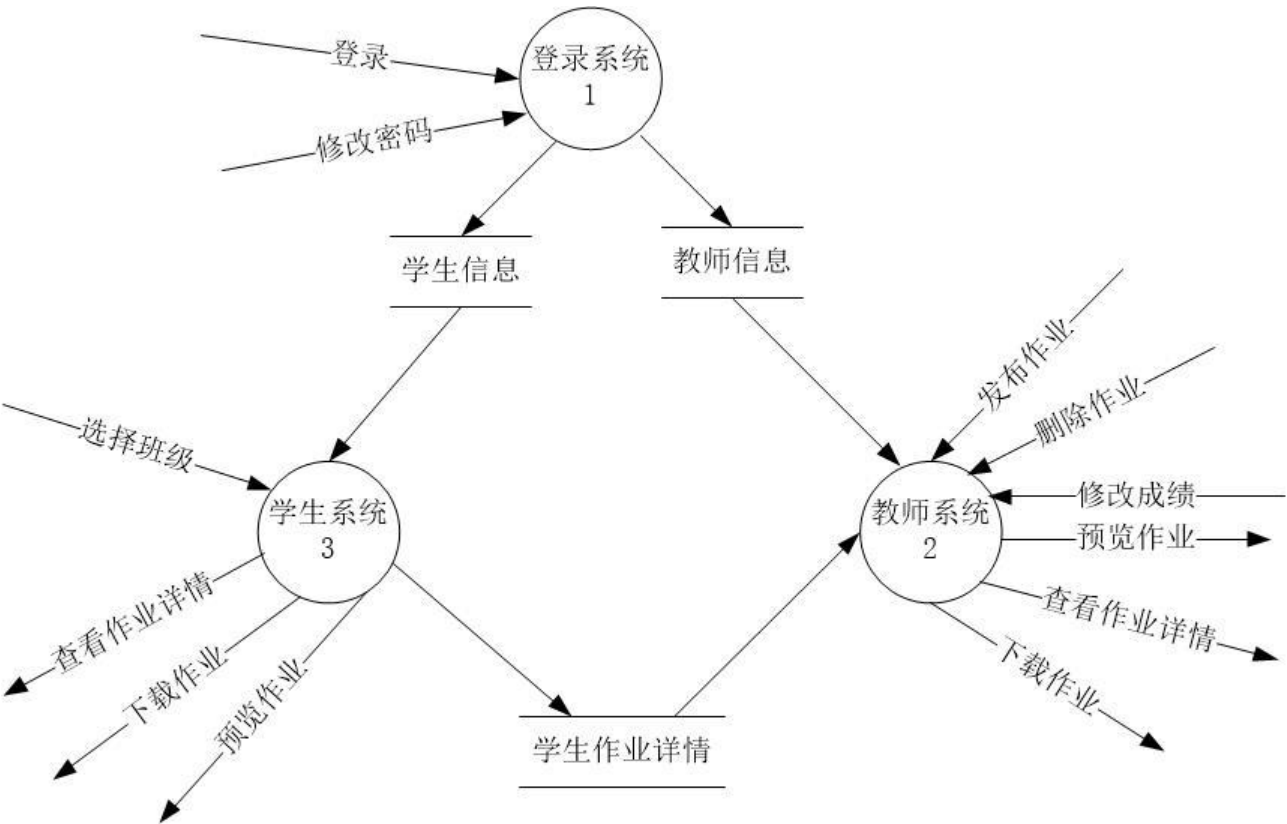 登录
登录系统
1
修改密码
学生信息
教师信息
发布作业
删除作业
选择班级
学生系统
3
教师系统
2
修改成绩
预览作业
查看作业详情
下载作业
查看作业详情
下载作业
预览作业
学生作业详情